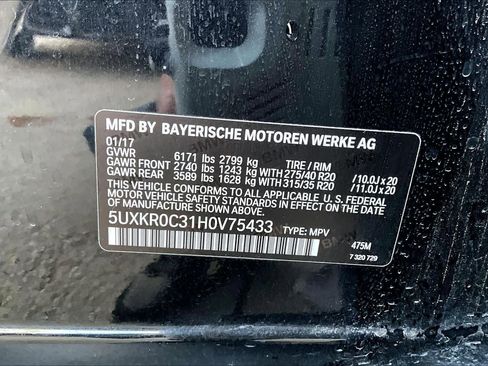 MFD BY BAYERISCHE MOTOREN WERKE AG
01/17
GVWR 6171 lbs 2799 kg TIRE / RIM
GAWR FRONT 2740 lbs 1243 kg WITH 275/40 R20 /10.0J x 20
GAWR REAR 3589 lbs 1628 kg WITH 315/35 R20 /11.0J x 20
THIS VEHICLE CONFORMS TO ALL APPLICABLE U.S. FEDERAL
MOTOR VEHICLE SAFETY STANDARDS IN EFFECT ON THE DATE
OF MANUFACTURE SHOWN ABOVE.
5UXKR0C31H0V75433 TYPE: MPV
475M
7 320 729